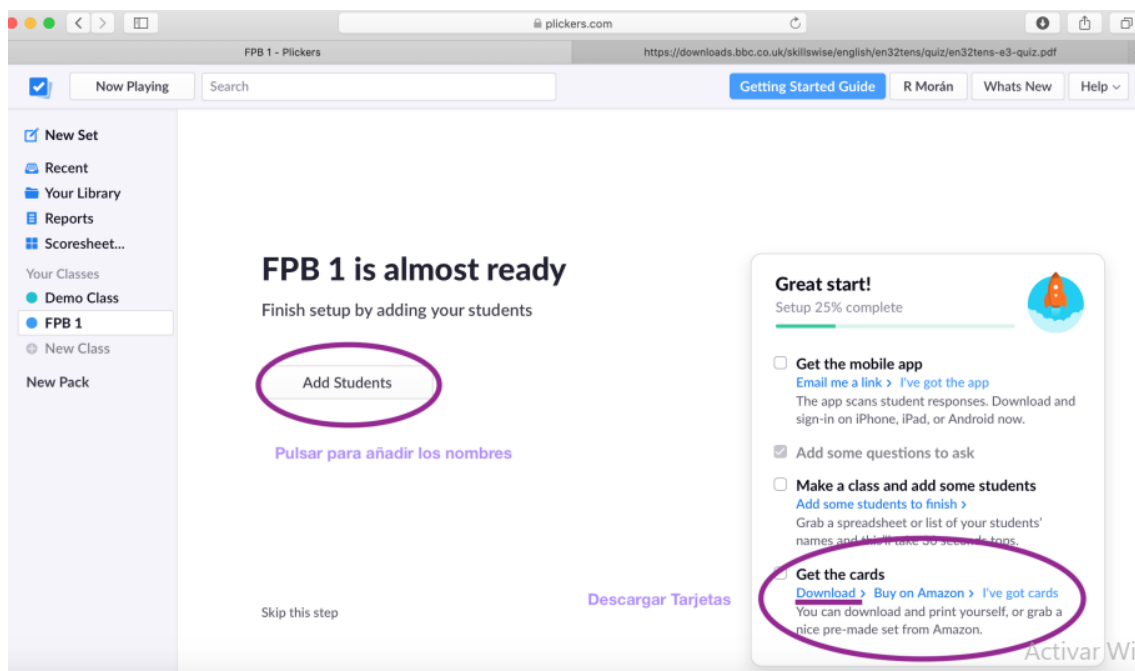 plickers.com
FPB 1 - Plickers
https://downloads.bbc.co.uk/skillswise/english/en32tens/quiz/en32tens-e3-quiz.pdf
Now Playing
Search
Getting Started Guide
R Morán
Whats New
Help
New Set
Recent
Your Library
Reports
Scoresheet...
Your Classes
Demo Class
FPB 1
New Class
New Pack
FPB 1 is almost ready
Finish setup by adding your students
Add Students
Pulsar para añadir los nombres
Skip this step
Descargar Tarjetas
Great start!
Setup 25% complete
Get the mobile app
Email me a link > I've got the app
The app scans student responses. Download and
sign-in on iPhone, iPad, or Android now.
Add some questions to ask
Make a class and add some students
Add some students to finish >
Grab a spreadsheet or list of your students'
names and this'll take 30 seconds tops.
Get the cards
Download > Buy on Amazon > I've got cards
You can download and print yourself, or grab a
nice pre-made set from Amazon.
Activar Wi